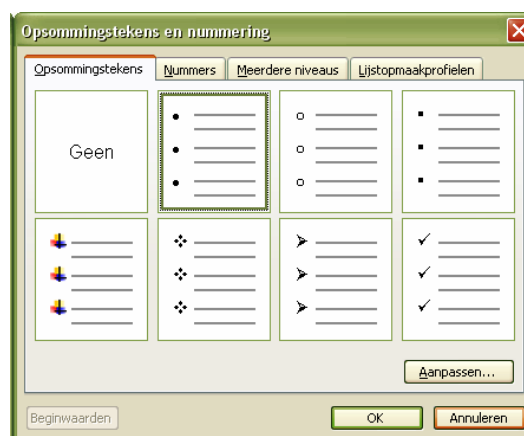 Opsommingstekens en nummering
Opsommingstekens Nummers Meerdere niveaus Lijstopmaakprofielen
Geen
Aanpassen...
Beginwaarden OK Annuleren